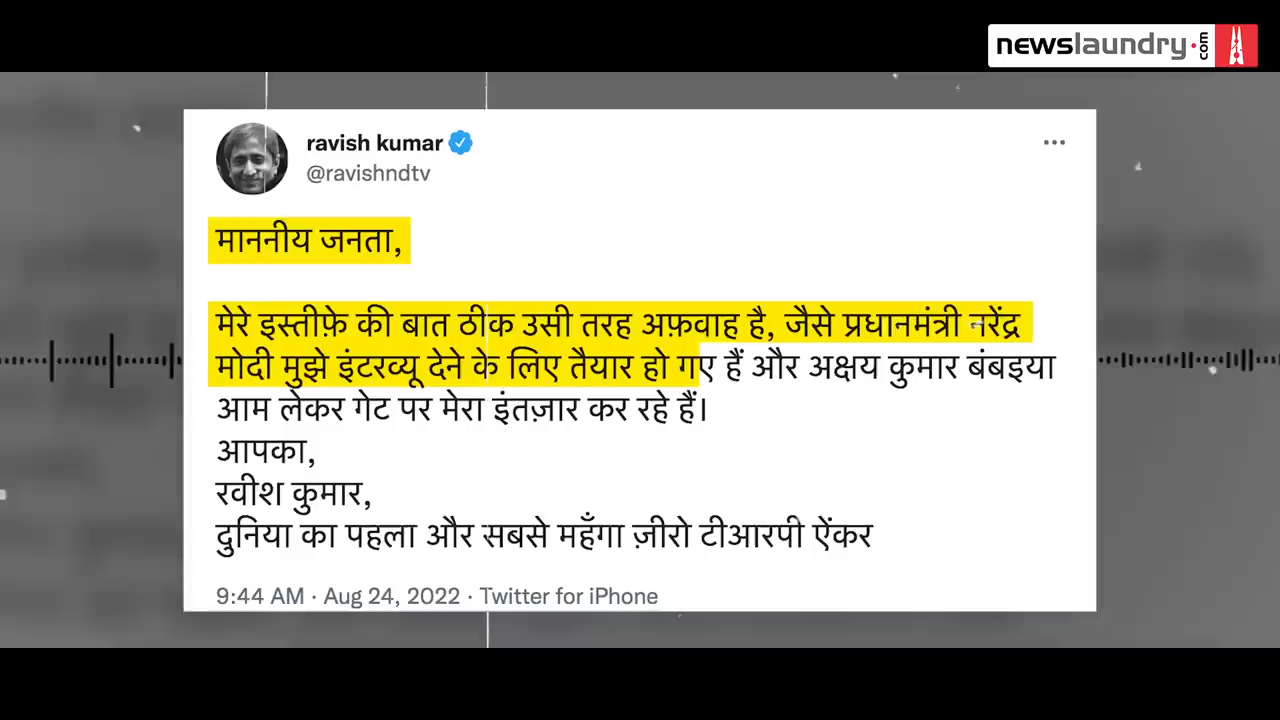 newslaundry.com
ravish kumar
@ravishndtv
माननीय जनता,
मेरे इस्तीफ़े की बात ठीक उसी तरह अफ़वाह है, जैसे प्रधानमंत्री नरेंद्र
मोदी मुझे इंटरव्यू देने के लिए तैयार हो गए हैं और अक्षय कुमार बंबइया
आम लेकर गेट पर मेरा इंतज़ार कर रहे हैं।
आपका,
रवीश कुमार,
दुनिया का पहला और सबसे महँगा ज़ीरो टीआरपी ऐंकर
9:44 AM · Aug 24, 2022 · Twitter for iPhone